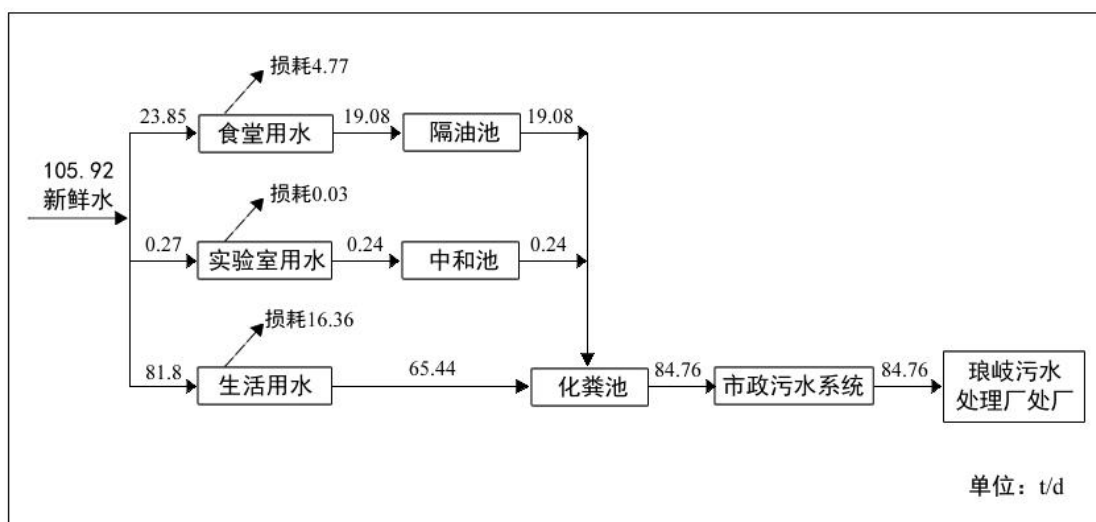 损耗4.77
23.85
食堂用水
19.08
隔油池
19.08
105.92
新鲜水
损耗0.03
0.27
实验室用水
0.24
中和池
0.24
损耗16.36
81.8
生活用水
65.44
化粪池
84.76
市政污水系统
84.76
琅岐污水
处理厂处厂
单位：t/d